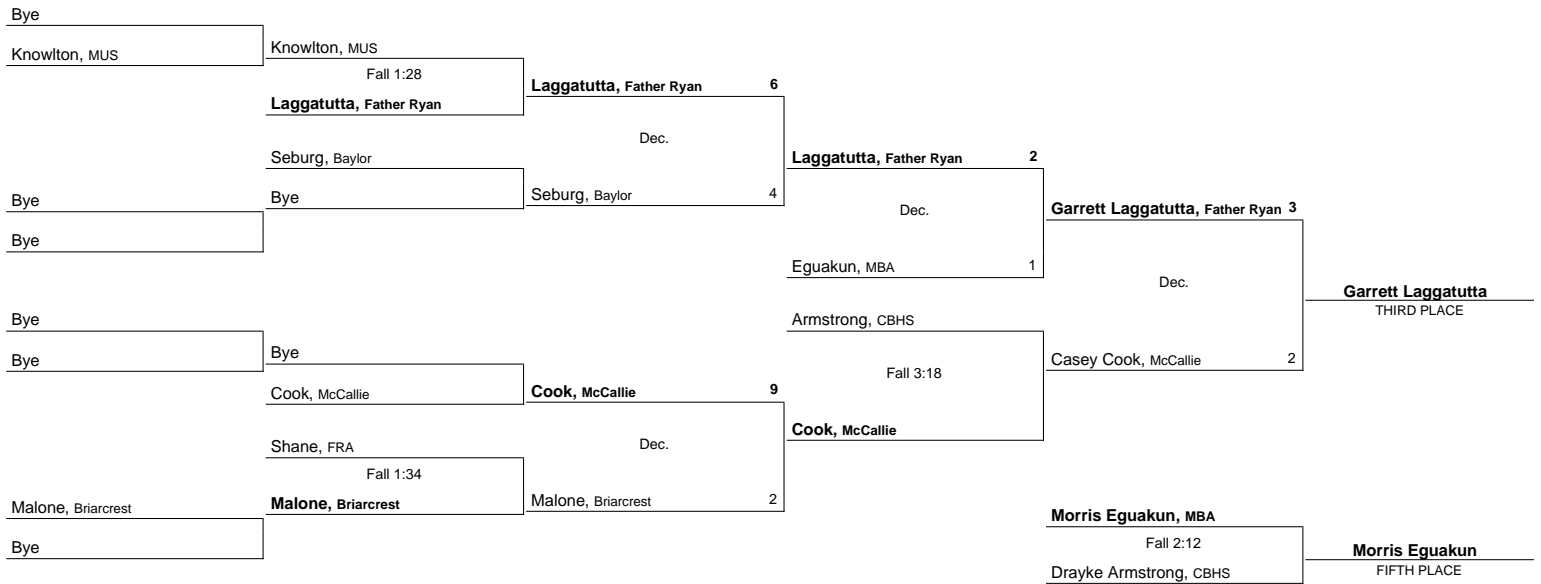 Bye
Knowlton, MUS
Bye
Bye
Bye
Bye
Malone, Briarcrest
Bye
Knowlton, MUS
Fall 1:28
Laggatutta, Father Ryan
Seburg, Baylor
Bye
Bye
Cook, McCallie
Shane, FRA
Fall 1:34
Malone, Briarcrest
Laggatutta, Father Ryan 6
Dec.
Seburg, Baylor 4
Cook, McCallie 9
Dec.
Malone, Briarcrest 2
Laggatutta, Father Ryan 2
Dec.
Eguakun, MBA 1
Armstrong, CBHS
Fall 3:18
Cook, McCallie
Garrett Laggatutta, Father Ryan 3
Dec.
Casey Cook, McCallie 2
Garrett Laggatutta
THIRD PLACE
Morris Eguakun, MBA
Fall 2:12
Drayke Armstrong, CBHS
Morris Eguakun
FIFTH PLACE